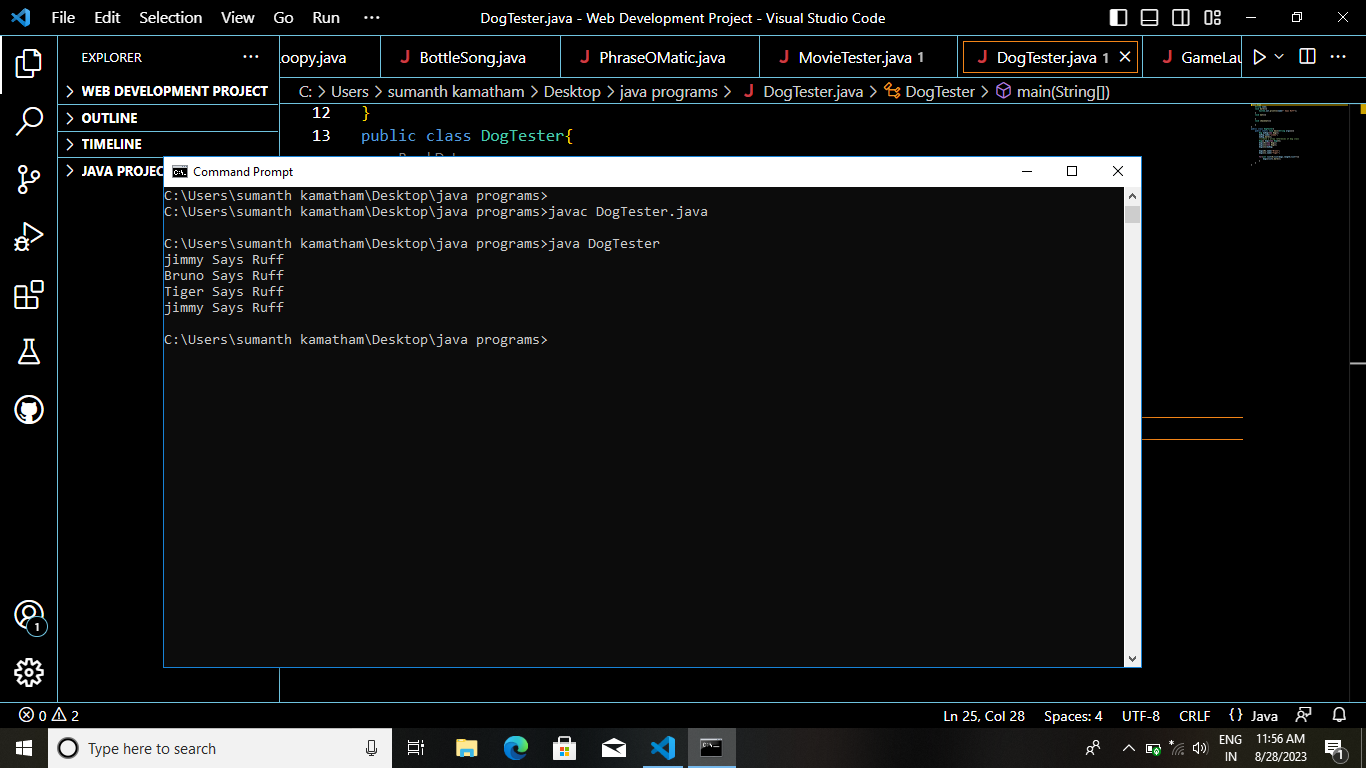 File Edit Selection View Go Run ··· DogTester.java - Web Development Project - Visual Studio Code
EXPLORER ···
oopy.java BottleSong.java PhraseOMatic.java MovieTester.java 1 DogTester.java 1 GameLau
WEB DEVELOPMENT PROJECT
OUTLINE
TIMELINE
JAVA PROJEC
C: > Users > sumanth kamatham > Desktop > java programs > DogTester.java > DogTester > main(String[])
12 }
13 public class DogTester{
Command Prompt
C:\Users\sumanth kamatham\Desktop\java programs>
C:\Users\sumanth kamatham\Desktop\java programs>javac DogTester.java
C:\Users\sumanth kamatham\Desktop\java programs>java DogTester
jimmy Says Ruff
Bruno Says Ruff
Tiger Says Ruff
jimmy Says Ruff
C:\Users\sumanth kamatham\Desktop\java programs>
1
0 2 Ln 25, Col 28 Spaces: 4 UTF-8 CRLF {} Java
Type here to search
ENG
IN
11:56 AM
8/28/2023
1